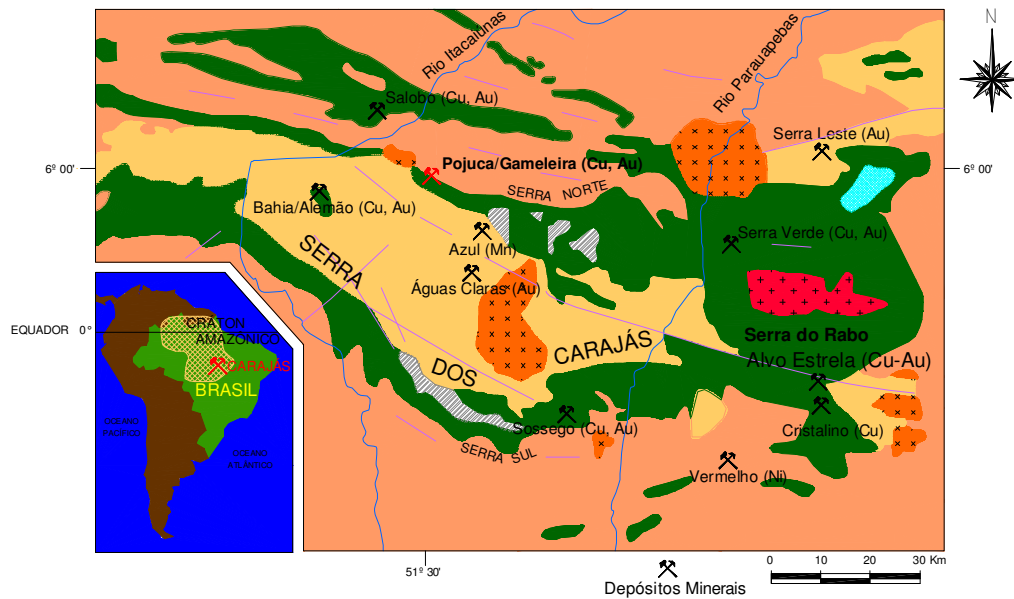 N
Rio Itacaiunas
Rio Parauapebas
Salobo (Cu, Au)
Serra Leste (Au)
6º 00'
Pojuca/Gameleira (Cu, Au)
6º 00'
SERRA NORTE
Bahia/Alemão (Cu, Au)
Serra Verde (Cu, Au)
Azul (Mn)
SERRA
Águas Claras (Au)
EQUADOR 0°
CRÁTON
AMAZÔNICO
CARAJÁS
BRASIL
OCEANO
PACÍFICO
OCEANO
ATLÂNTICO
Serra do Rabo
CARAJÁS
Alvo Estrela (Cu-Au)
DOS
Sossego (Cu, Au)
Cristalino (Cu)
SERRA SUL
Vermelho (Ni)
51º 30'
0 10 20 30 Km
Depósitos Minerais